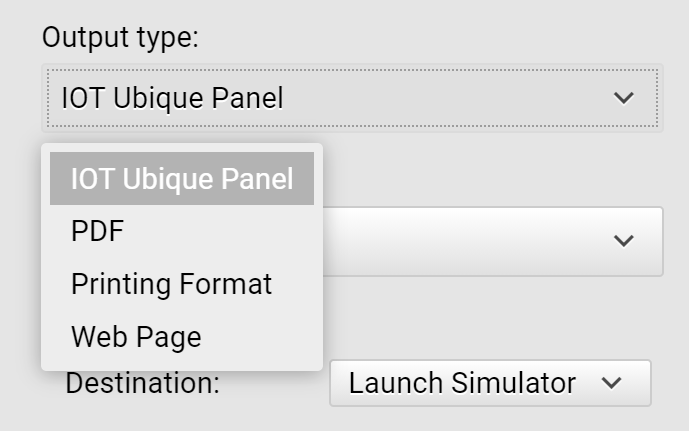 Output type:
IOT Ubique Panel
IOT Ubique Panel
PDF
Printing Format
Web Page
Destination:
Launch Simulator